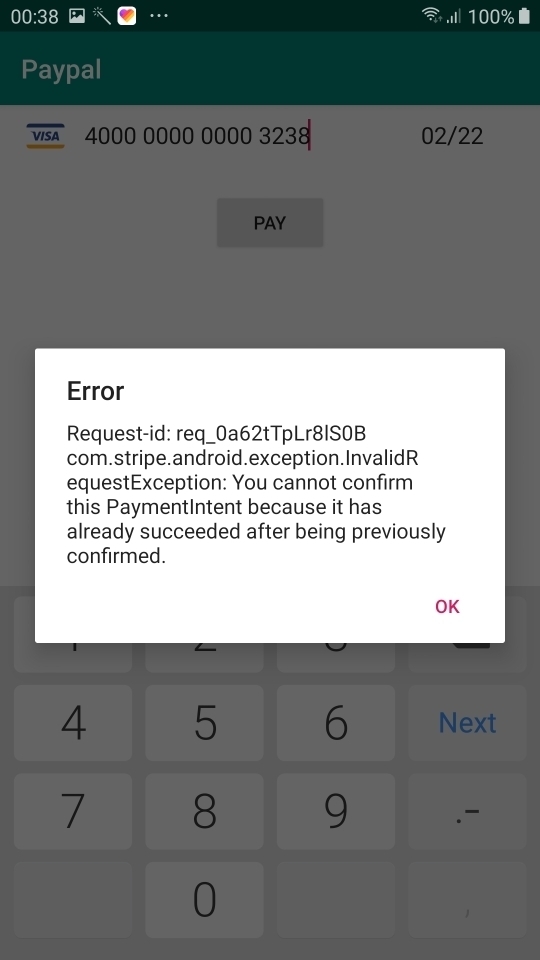 00:38 ... 100%
Paypal
VISA 4000 0000 0000 3238 02/22
PAY
Error
Request-id: req_0a62tTpLr8lS0B
com.stripe.android.exception.InvalidR
equestException: You cannot confirm
this PaymentIntent because it has
already succeeded after being previously
confirmed.
OK
4 5 6 Next
7 8 9 .-
0 ,